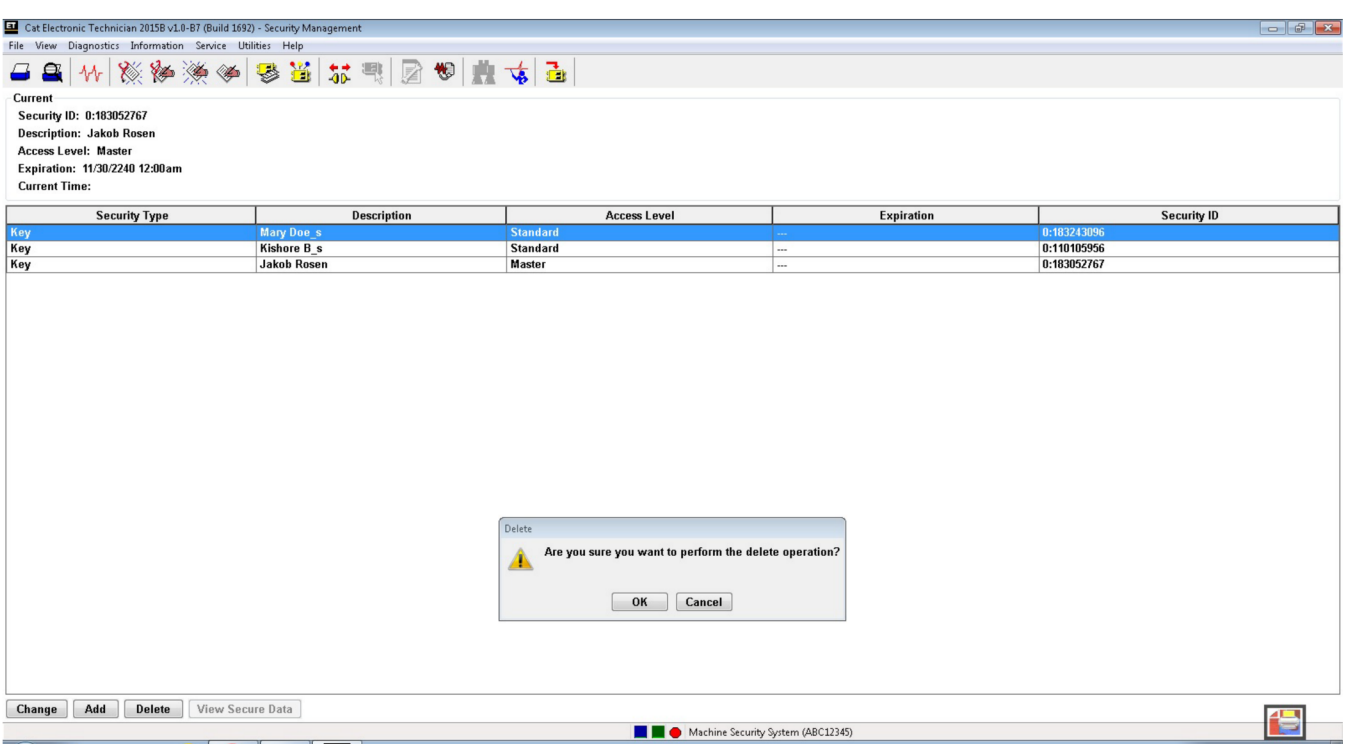 ET Cat Electronic Technician 2015B v1.0-B7 (Build 1692) - Security Management
File View Diagnostics Information Service Utilities Help
Current
Security ID: 0:183052767
Description: Jakob Rosen
Access Level: Master
Expiration: 11/30/2240 12:00am
Current Time:
Security Type Description Access Level Expiration Security ID
Key Mary Doe_s Standard --- 0:183243096
Key Kishore B_s Standard --- 0:110105956
Key Jakob Rosen Master --- 0:183052767
Delete
Are you sure you want to perform the delete operation?
OK Cancel
Change Add Delete View Secure Data
Machine Security System (ABC12345)